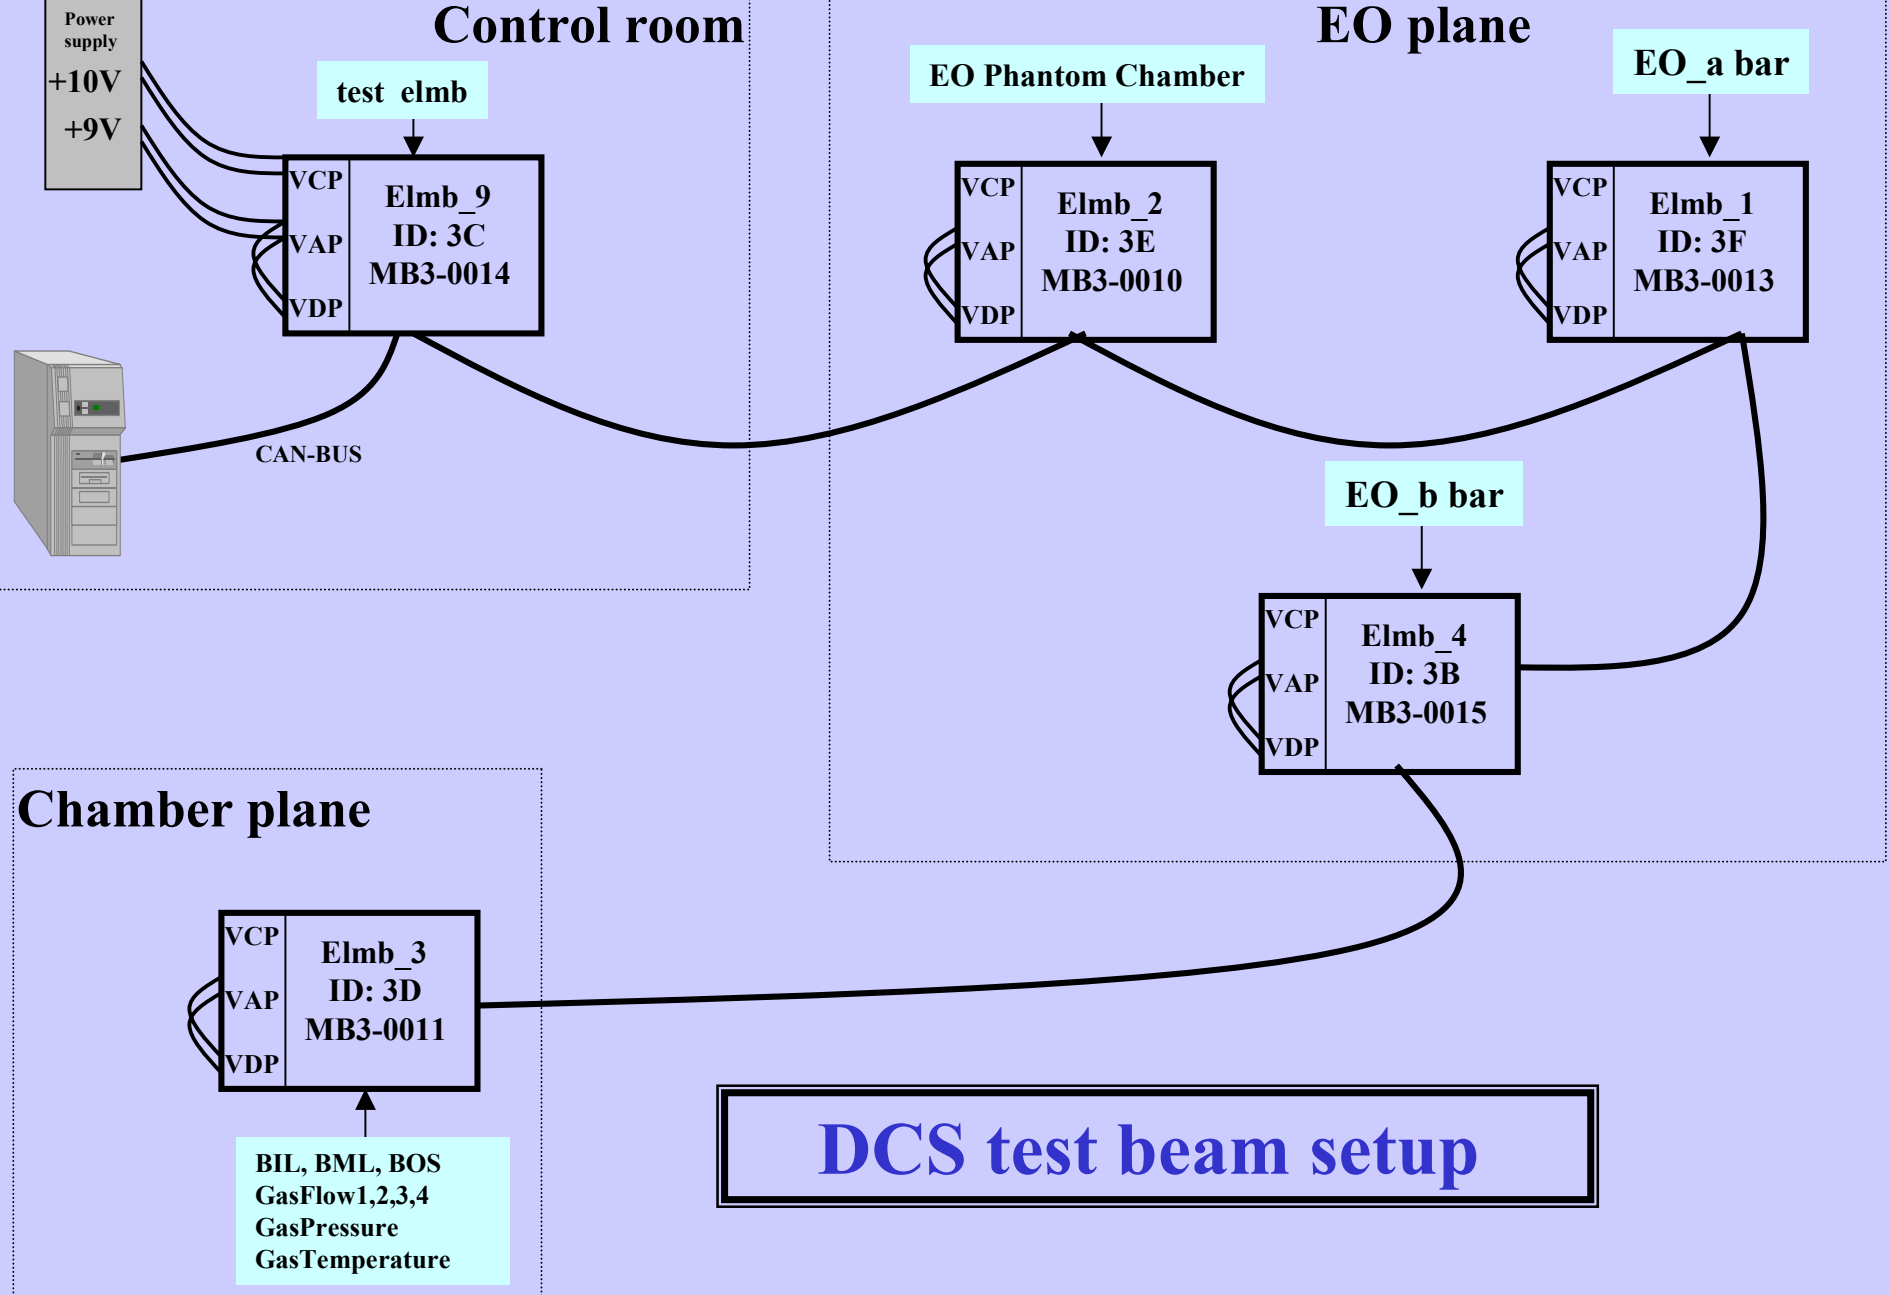 Control room
Power
supply
+10V
+9V
test elmb
VCP
VAP
VDP
Elmb_9
ID: 3C
MB3-0014
CAN-BUS
EO plane
EO Phantom Chamber
VCP
VAP
VDP
Elmb_2
ID: 3E
MB3-0010
EO_a bar
VCP
VAP
VDP
Elmb_1
ID: 3F
MB3-0013
EO_b bar
VCP
VAP
VDP
Elmb_4
ID: 3B
MB3-0015
Chamber plane
VCP
VAP
VDP
Elmb_3
ID: 3D
MB3-0011
BIL, BML, BOS
GasFlow1,2,3,4
GasPressure
GasTemperature
DCS test beam setup